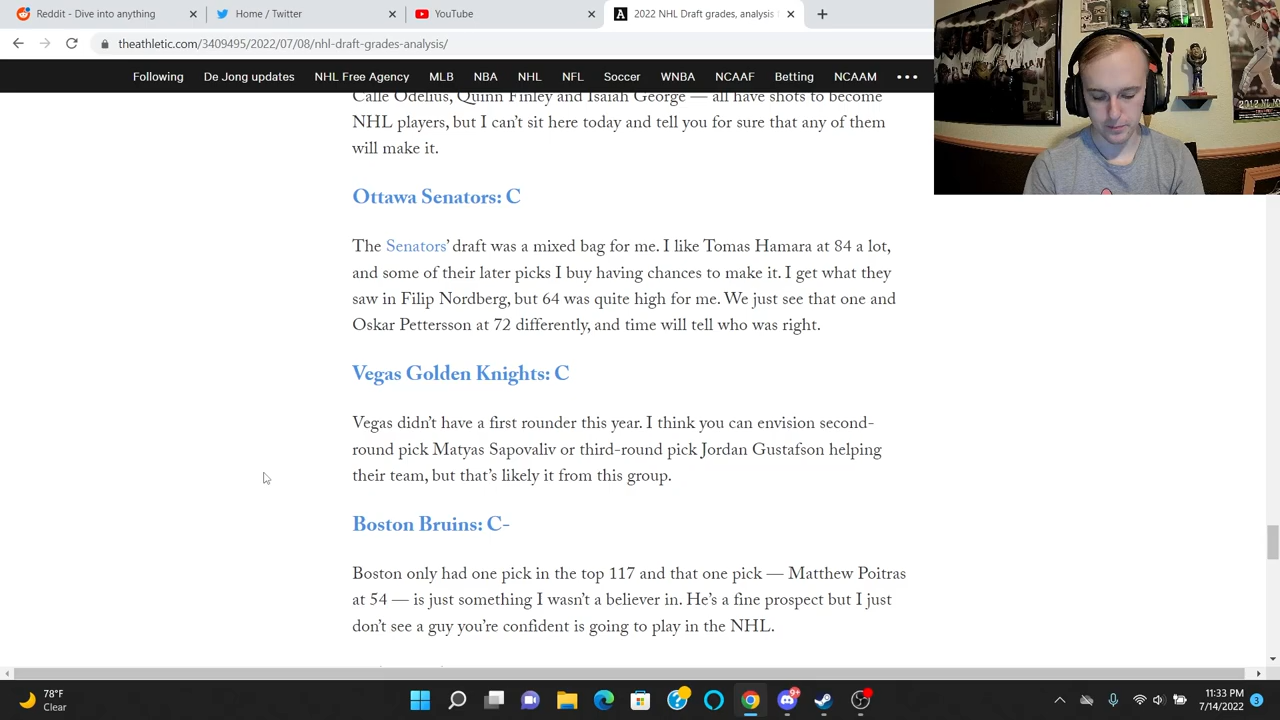 Reddit - Dive into anything
Home / Twitter
YouTube
2022 NHL Draft grades, analysis
theathletic.com/3409495/2022/07/08/nhl-draft-grades-analysis/
Following De Jong updates NHL Free Agency MLB NBA NHL NFL Soccer WNBA NCAAF Betting NCAAM
Calle Odelius, Quinn Finley and Isaiah George — all have shots to become
NHL players, but I can't sit here today and tell you for sure that any of them
will make it.
Ottawa Senators: C
The Senators' draft was a mixed bag for me. I like Tomas Hamara at 84 a lot,
and some of their later picks I buy having chances to make it. I get what they
saw in Filip Nordberg, but 64 was quite high for me. We just see that one and
Oskar Pettersson at 72 differently, and time will tell who was right.
Vegas Golden Knights: C
Vegas didn't have a first rounder this year. I think you can envision second-
round pick Matyas Sapovaliv or third-round pick Jordan Gustafson helping
their team, but that's likely it from this group.
Boston Bruins: C-
Boston only had one pick in the top 117 and that one pick — Matthew Poitras
at 54 — is just something I wasn't a believer in. He's a fine prospect but I just
don't see a guy you're confident is going to play in the NHL.
78°F
Clear
11:33 PM
7/14/2022
3